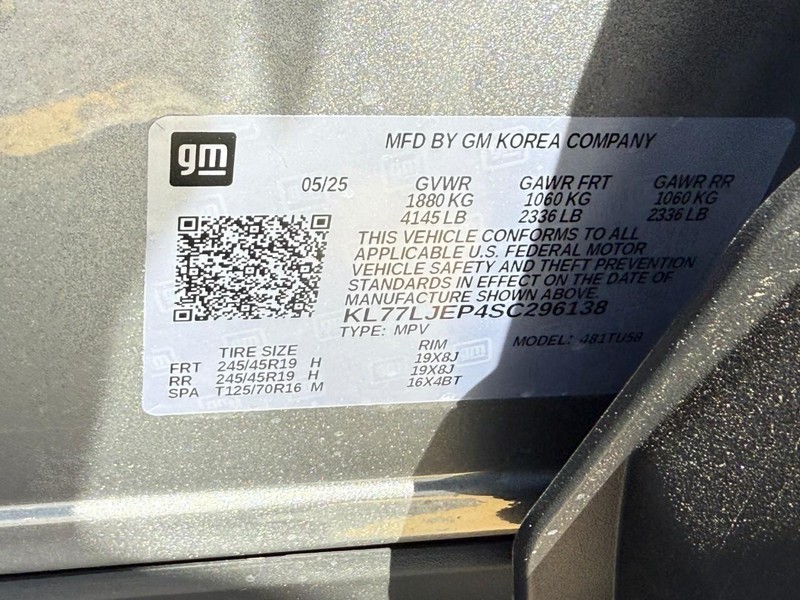 gm
MFD BY GM KOREA COMPANY
05/25 GVWR GAWR FRT GAWR RR
1880 KG 1060 KG 1060 KG
4145 LB 2336 LB 2336 LB
THIS VEHICLE CONFORMS TO ALL
APPLICABLE U.S. FEDERAL MOTOR
VEHICLE SAFETY AND THEFT PREVENTION
STANDARDS IN EFFECT ON THE DATE OF
MANUFACTURE SHOWN ABOVE.
KL77LJEP4SC296138
TYPE: MPV MODEL: 481TU58
TIRE SIZE RIM
FRT 245/45R19 H 19X8J
RR 245/45R19 H 19X8J
SPA T125/70R16 M 16X4BT